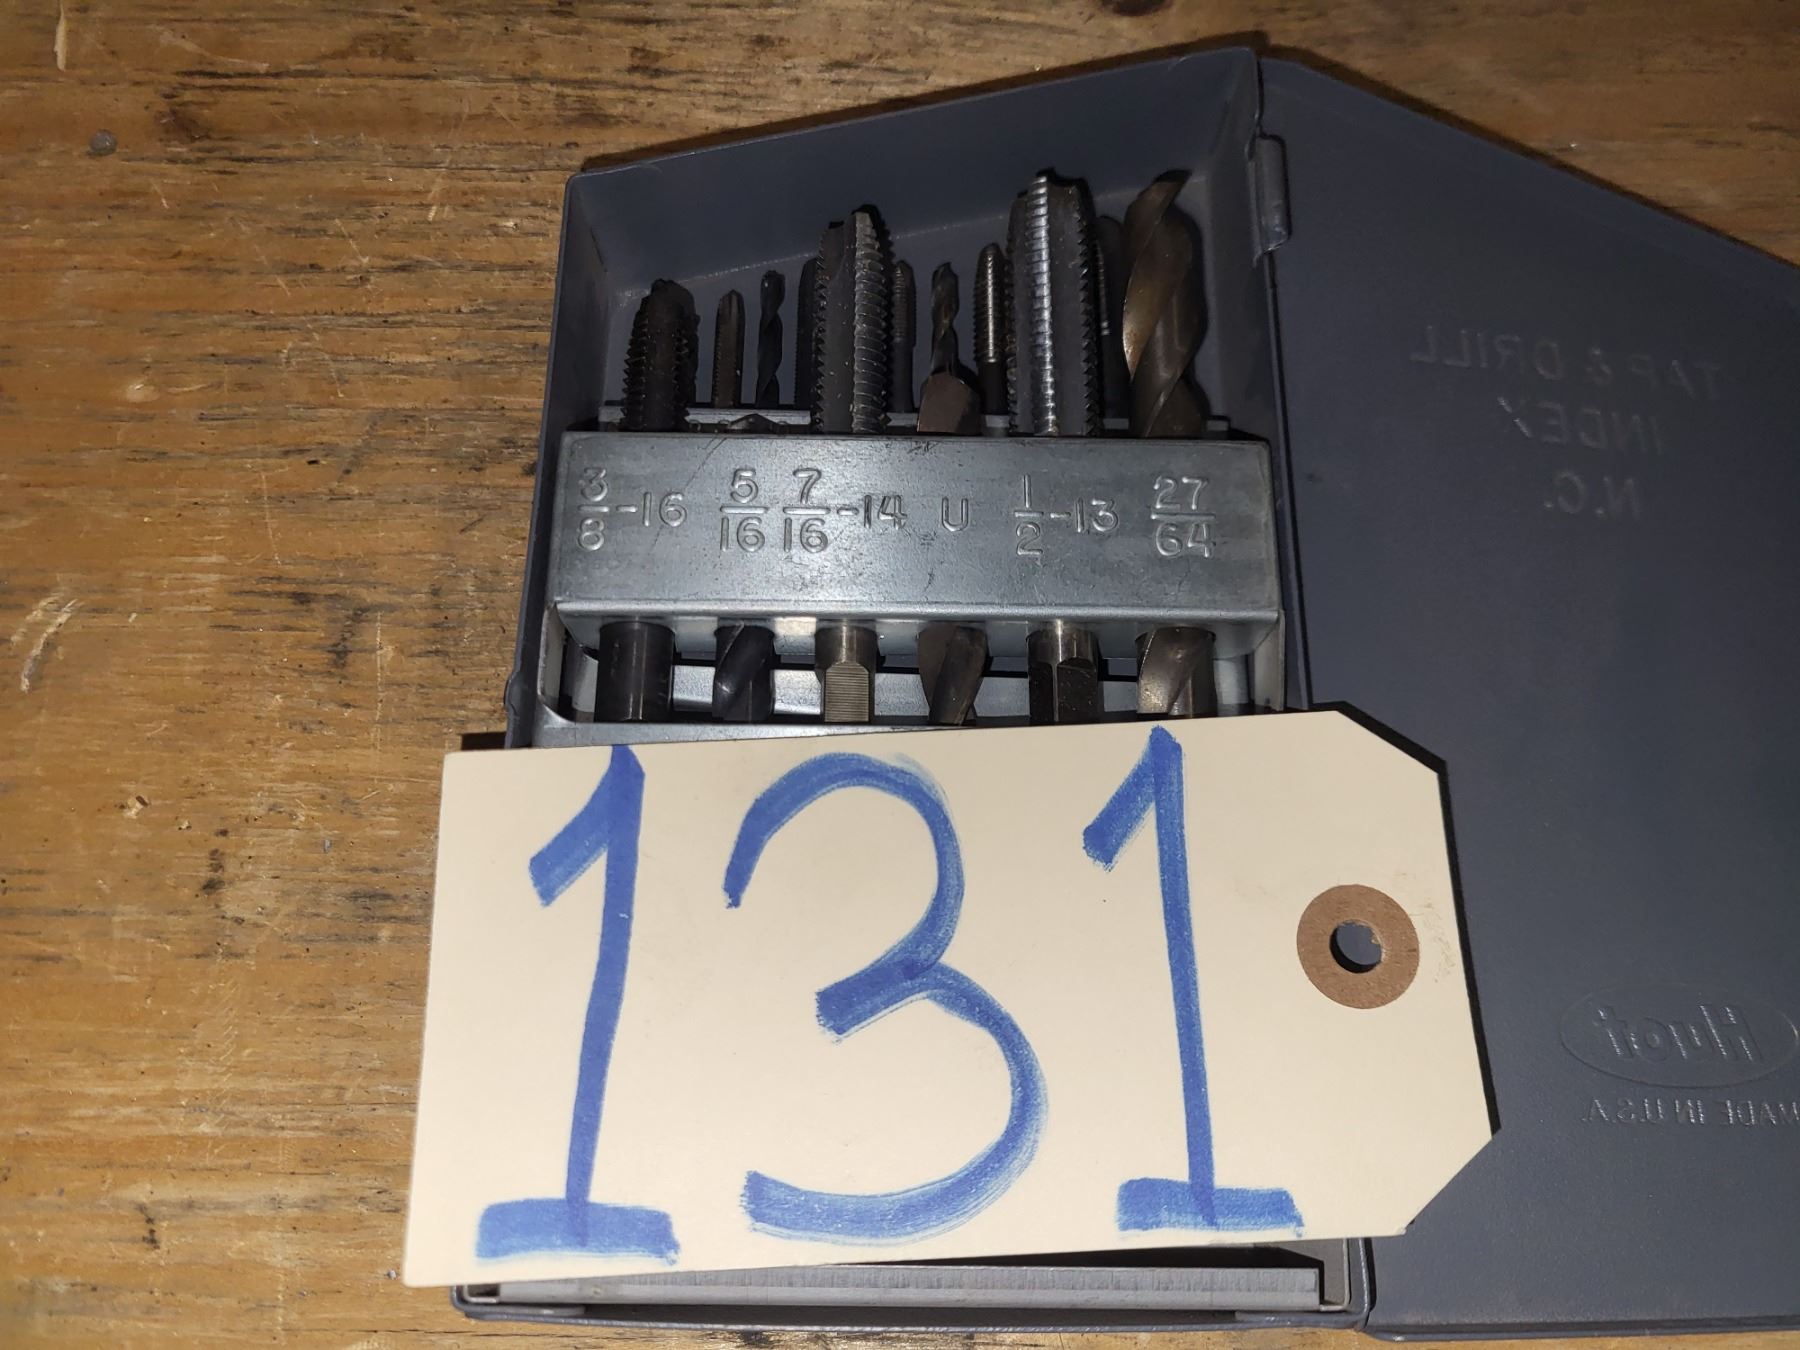 3/8-16 5/16 7/16-14 U 1/2-13 27/64
TAP & DRILL
INDEX
N.C.
Huot
MADE IN U.S.A.
131